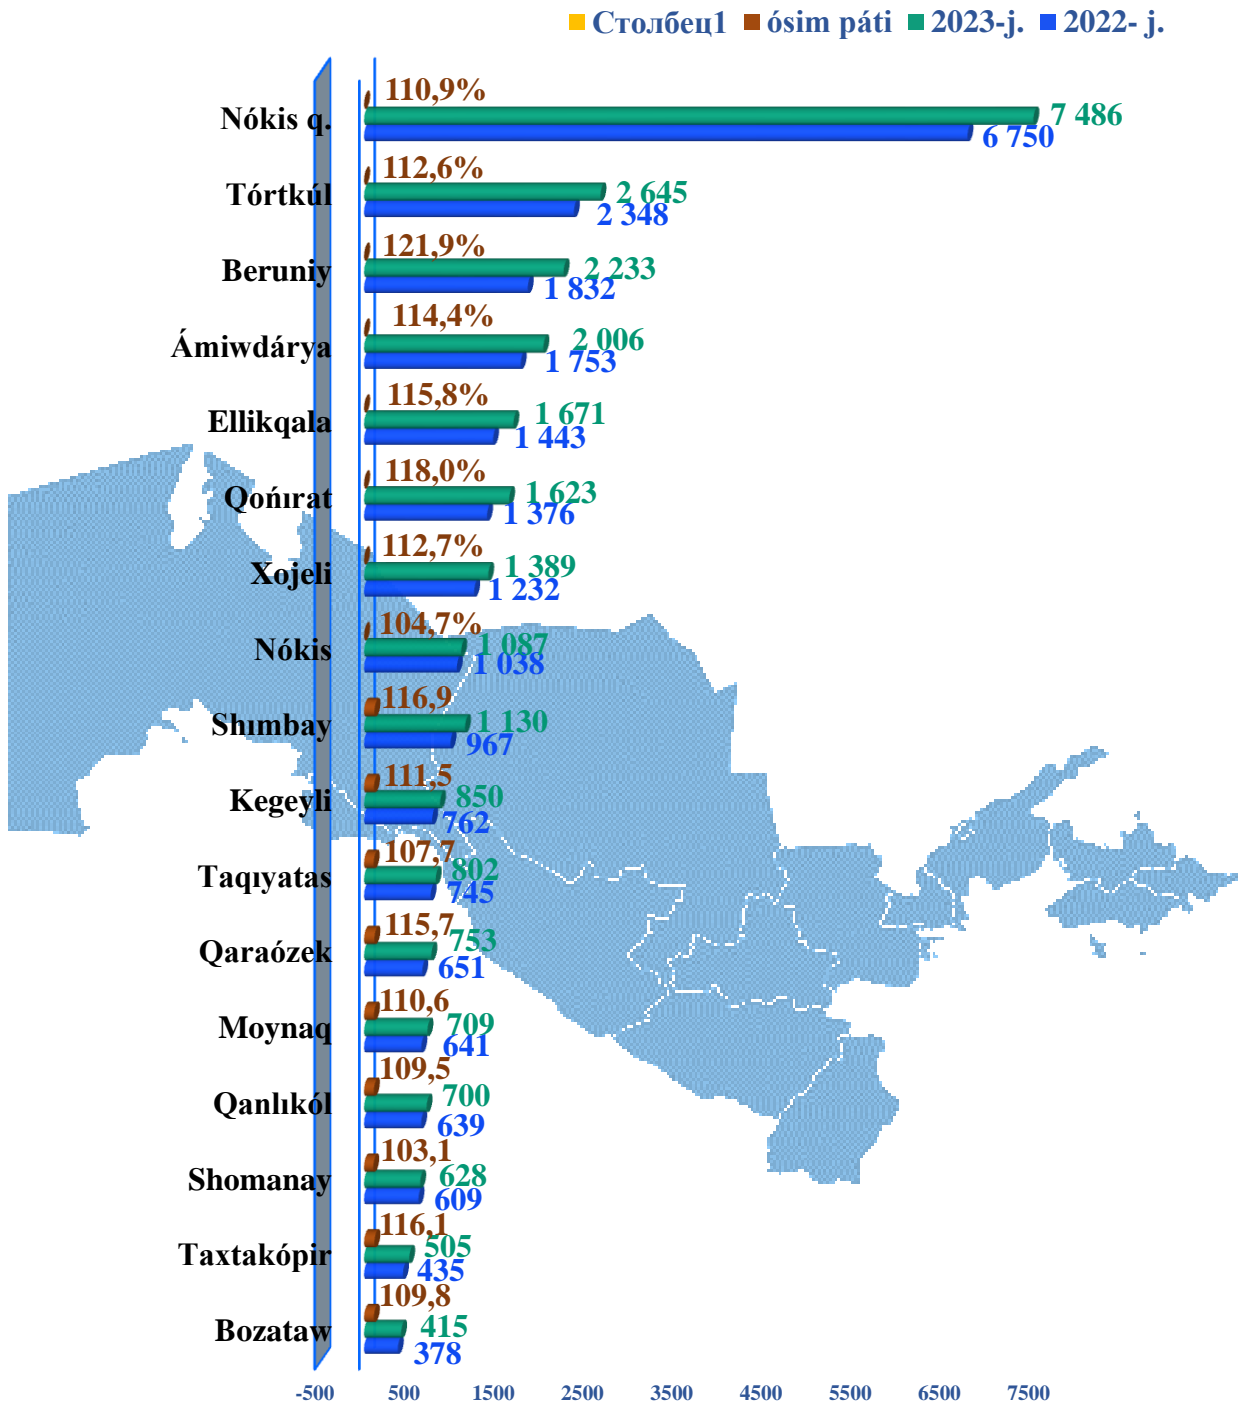 Столбец1 ósim páti 2023-j. 2022- j.
110,9%
Nókis q. 7 486
6 750
112,6%
Tórtkúl 2 645
2 348
121,9%
Beruniy 2 233
1 832
114,4%
Ámiwdárya 2 006
1 753
115,8%
Ellikqala 1 671
1 443
118,0%
Qońırat 1 623
1 376
112,7%
Xojeli 1 389
1 232
104,7%
Nókis 1 087
1 038
116,9
Shımbay 1 130
967
111,5
Kegeyli 850
762
107,7
Taqıyatas 802
745
115,7
Qaraózek 753
651
110,6
Moynaq 709
641
109,5
Qanlıkól 700
639
103,1
Shomanay 628
609
116,1
Taxtakópir 505
435
109,8
Bozataw 415
378
-500 500 1500 2500 3500 4500 5500 6500 7500